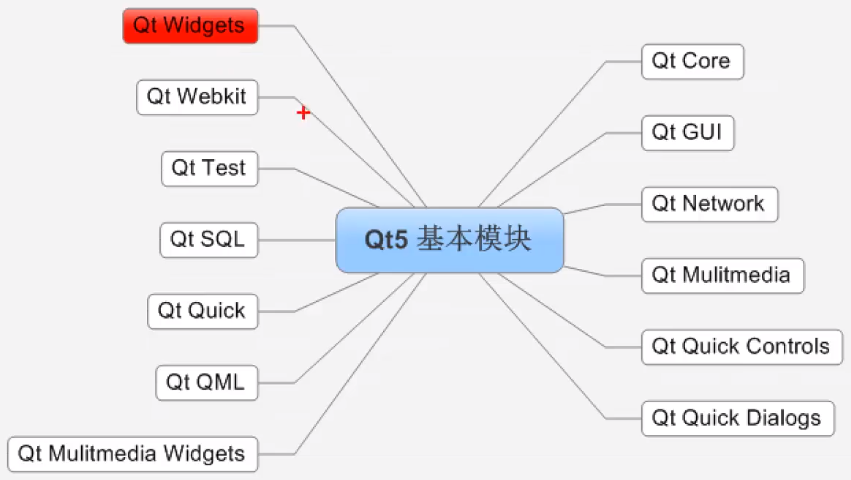 Qt Widgets
Qt Webkit
Qt Test
Qt SQL
Qt Quick
Qt QML
Qt Mulitmedia Widgets
Qt5 基本模块
Qt Core
Qt GUI
Qt Network
Qt Mulitmedia
Qt Quick Controls
Qt Quick Dialogs